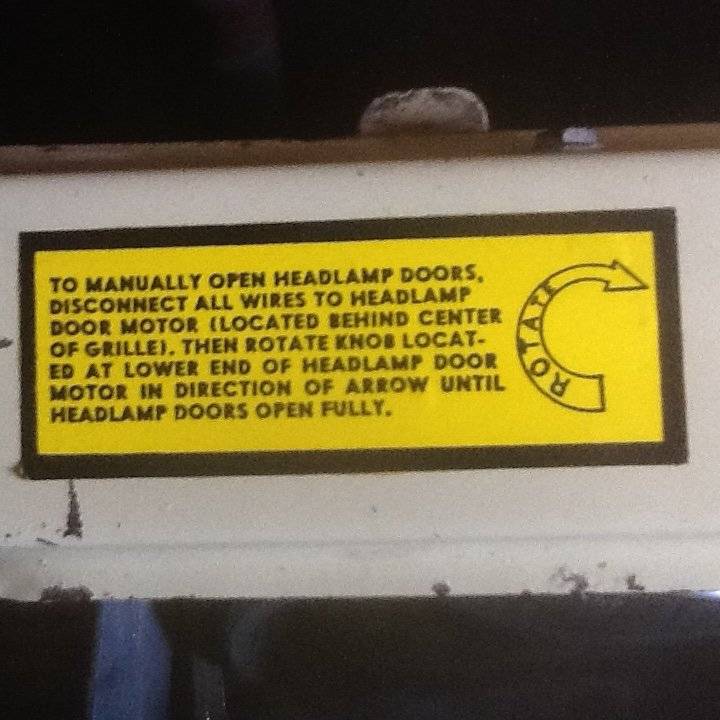 TO MANUALLY OPEN HEADLAMP DOORS,
DISCONNECT ALL WIRES TO HEADLAMP
DOOR MOTOR (LOCATED BEHIND CENTER
OF GRILLE). THEN ROTATE KNOB LOCAT-
ED AT LOWER END OF HEADLAMP DOOR
MOTOR IN DIRECTION OF ARROW UNTIL
HEADLAMP DOORS OPEN FULLY.
ROTATE